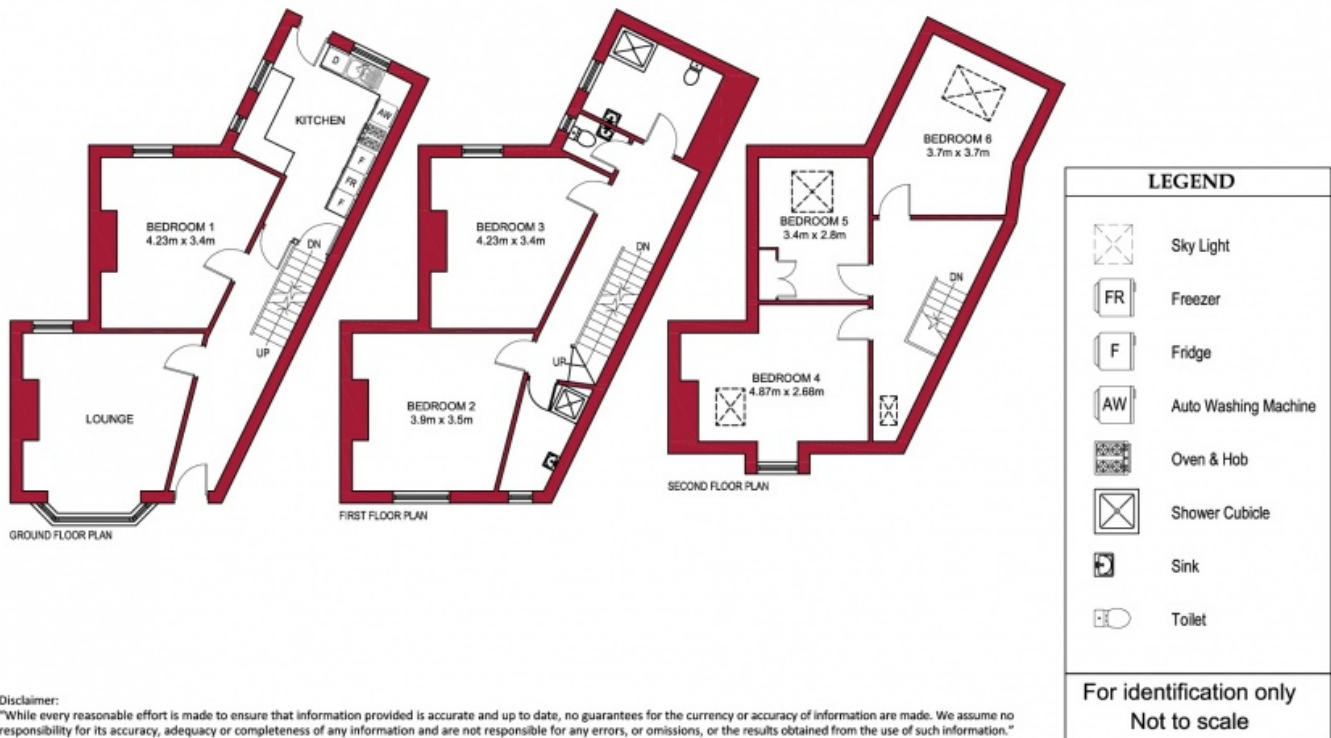 KITCHEN
D
AW
F
FR
F
BEDROOM 1
4.23m x 3.4m
DN
UP
LOUNGE
GROUND FLOOR PLAN
BEDROOM 3
4.23m x 3.4m
DN
UP
BEDROOM 2
3.9m x 3.5m
FIRST FLOOR PLAN
BEDROOM 6
3.7m x 3.7m
BEDROOM 5
3.4m x 2.8m
DN
BEDROOM 4
4.87m x 2.68m
SECOND FLOOR PLAN
LEGEND
Sky Light
FR Freezer
F Fridge
AW Auto Washing Machine
Oven & Hob
Shower Cubicle
Sink
Toilet
For identification only
Not to scale
Disclaimer:
"While every reasonable effort is made to ensure that information provided is accurate and up to date, no guarantees for the currency or accuracy of information are made. We assume no
responsibility for its accuracy, adequacy or completeness of any information and are not responsible for any errors, or omissions, or the results obtained from the use of such information."